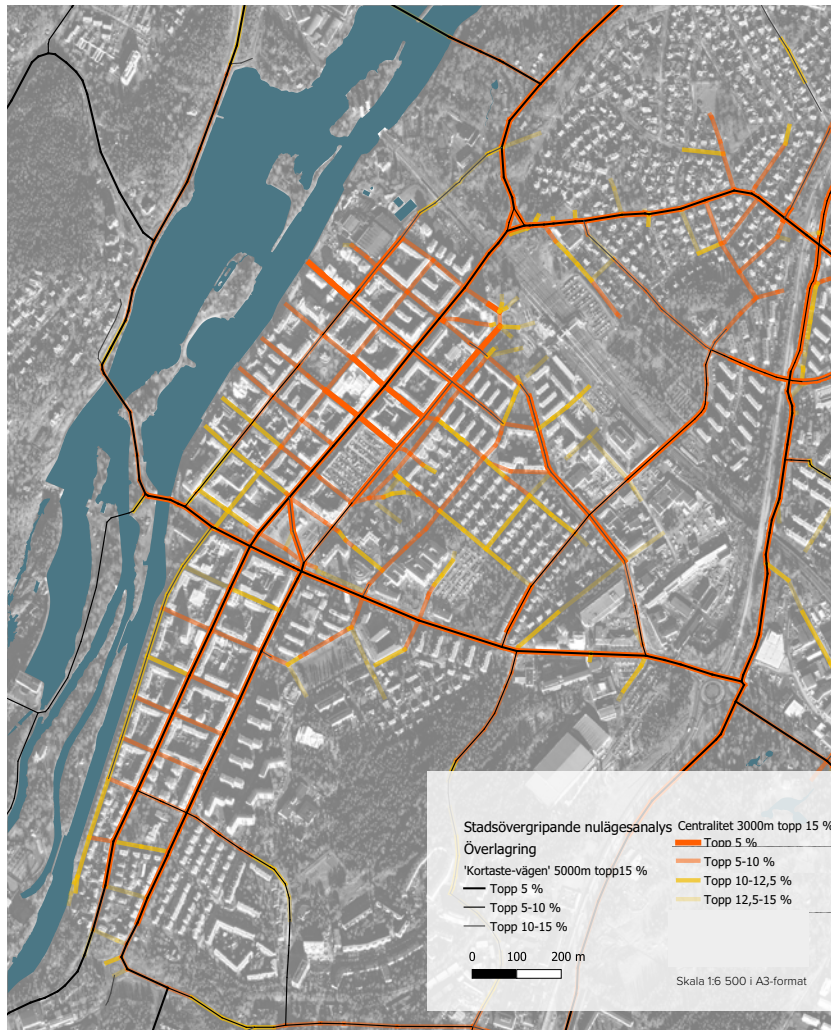 Stadsövergripande nulägesanalys
Överlagring
'Kortaste-vägen' 5000m topp15 %
Topp 5 %
Topp 5-10 %
Topp 10-15 %
0 100 200 m
Centralitet 3000m topp 15 %
Topp 5 %
Topp 5-10 %
Topp 10-12,5 %
Topp 12,5-15 %
Skala 1:6 500 i A3-format